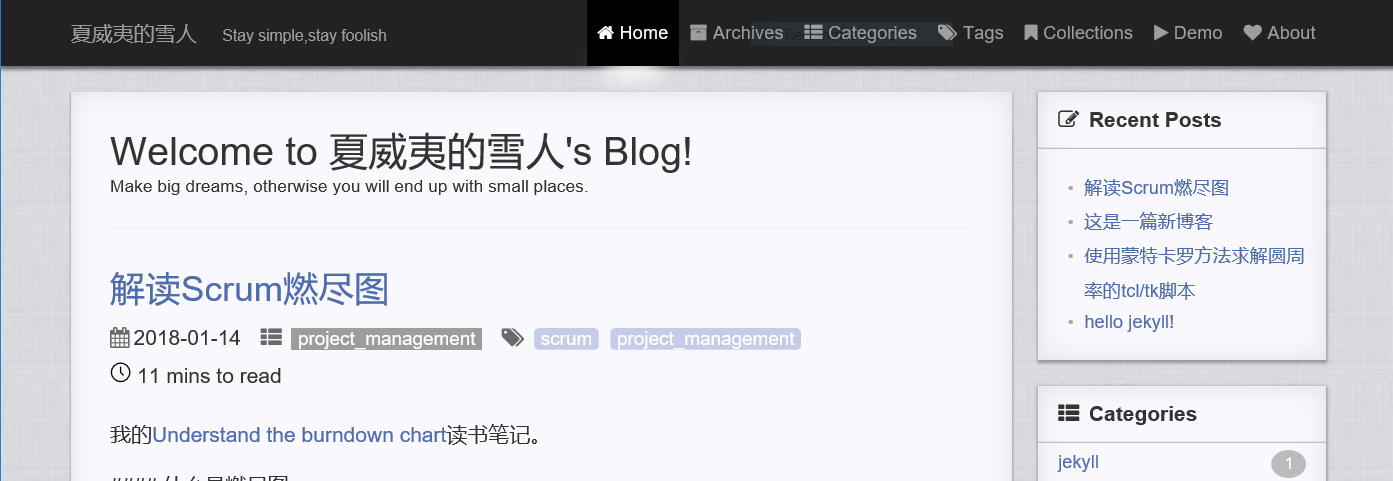 夏威夷的雪人 Stay simple,stay foolish Home Archives Categories Tags Collections Demo About
Welcome to 夏威夷的雪人's Blog!
Make big dreams, otherwise you will end up with small places.
解读Scrum燃尽图
2018-01-14 project_management scrum project_management
11 mins to read
我的Understand the burndown chart读书笔记。
#### 什么是燃尽图
Recent Posts
解读Scrum燃尽图
这是一篇新博客
使用蒙特卡罗方法求解圆周
率的tcl/tk脚本
hello jekyll!
Categories
jekyll 1